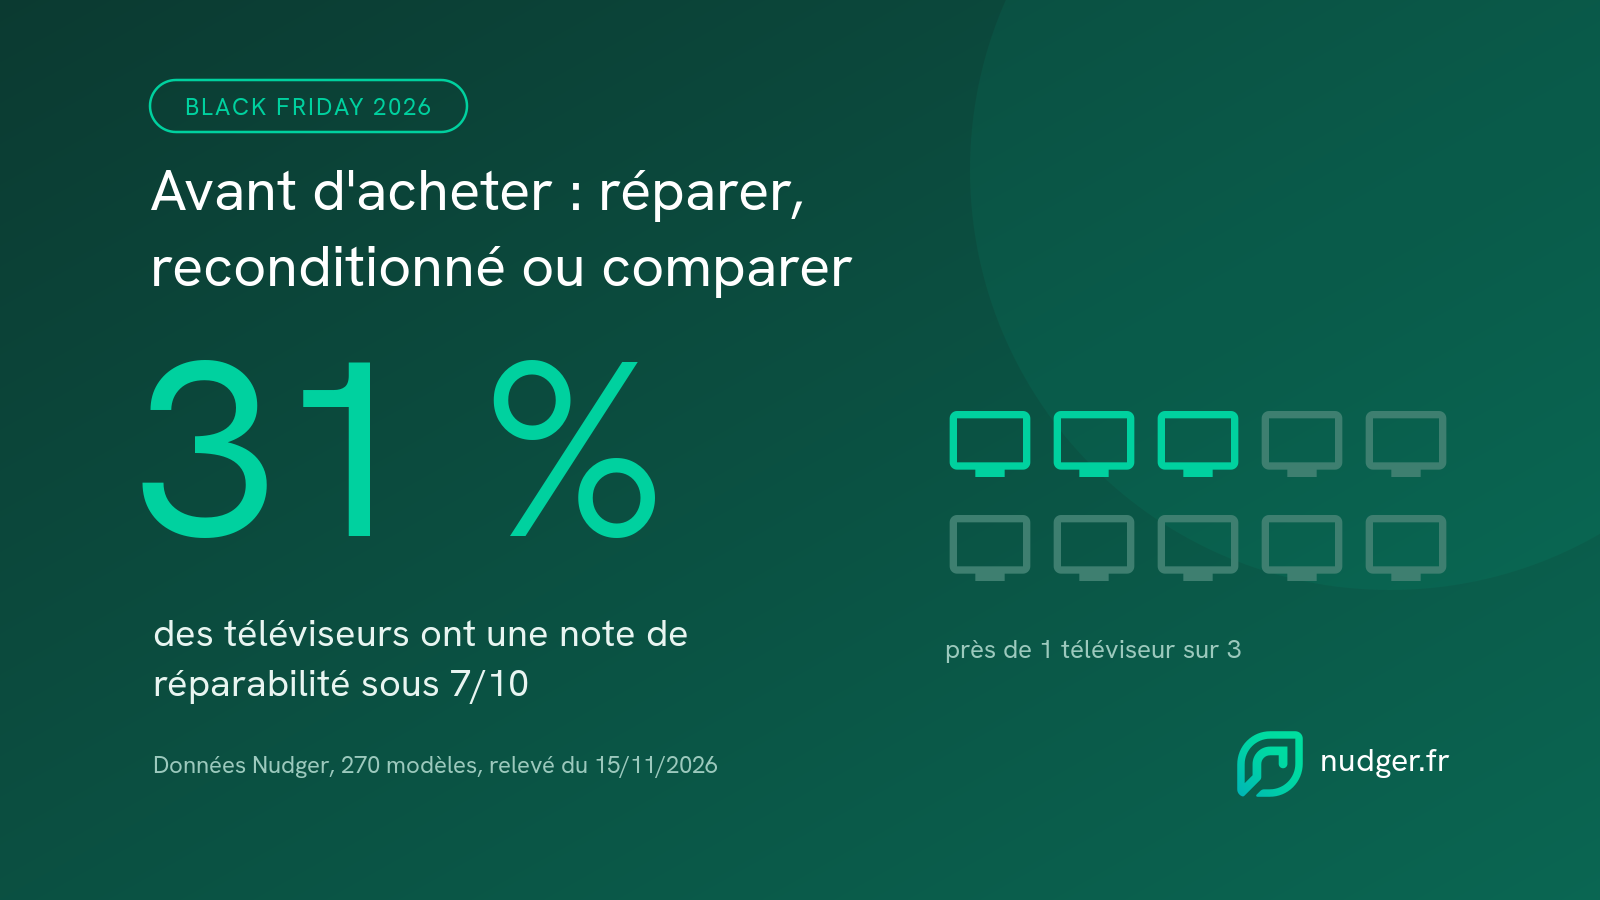 BLACK FRIDAY 2026
Avant d'acheter : réparer,
reconditionné ou comparer
31 %
des téléviseurs ont une note de
réparabilité sous 7/10
près de 1 téléviseur sur 3
Données Nudger, 270 modèles, relevé du 15/11/2026
nudger.fr